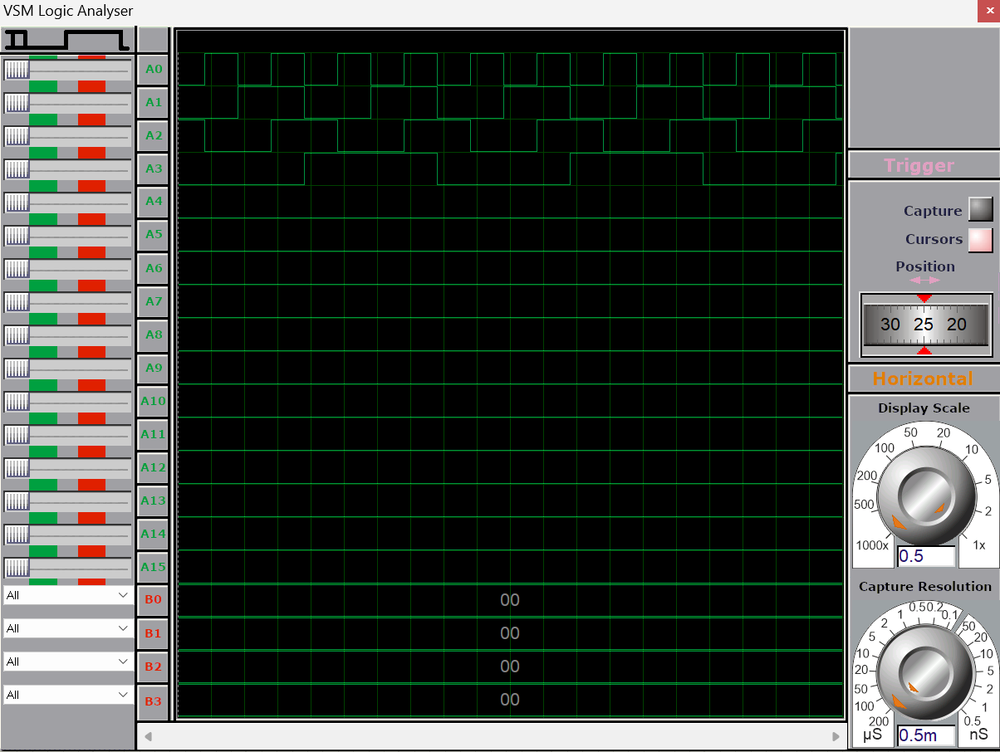 VSM Logic Analyser
A0
A1
A2
A3
A4
A5
A6
A7
A8
A9
A10
A11
A12
A13
A14
A15
All
B0
00
All
B1
00
All
B2
00
All
B3
00
Trigger
Capture
Cursors
Position
30 25 20
Horizontal
Display Scale
50 20
100 10
200 5
500 2
1000x 1x
0.5
Capture Resolution
1 0.5 0.2 0.1
2 50
5 20
10 10
20 5
50 2
100 1
200 0.5
µS nS
0.5m